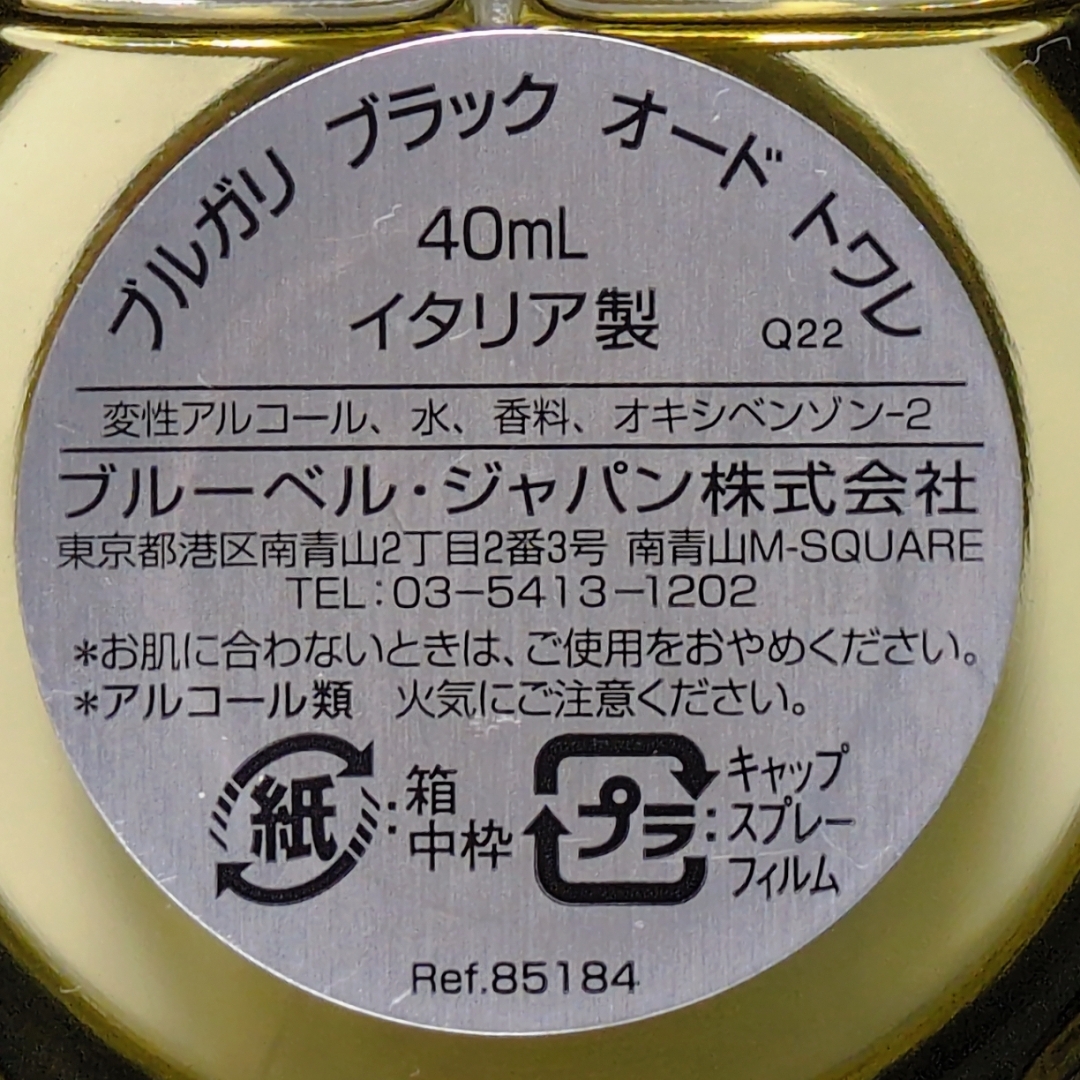 ブルガリ ブラック オード トワレ
40mL
イタリア製
Q22
変性アルコール、水、香料、オキシベンゾン-2
ブルーベル・ジャパン株式会社
東京都港区南青山2丁目2番3号 南青山M-SQUARE
TEL:03-5413-1202
*お肌に合わないときは、ご使用をおやめください。
*アルコール類 火気にご注意ください。
紙:箱
中枠
プラ:キャップ
スプレー
フィルム
Ref.85184